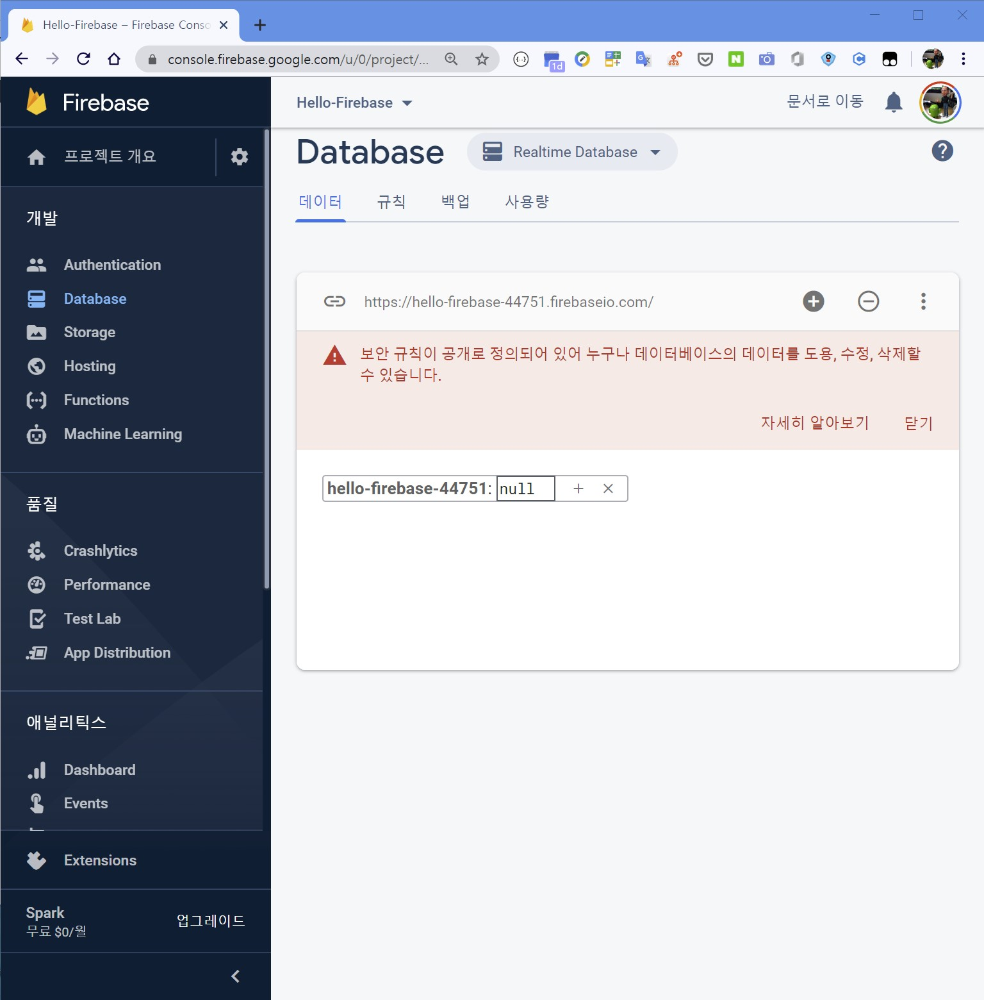 Hello-Firebase – Firebase Conso
console.firebase.google.com/u/0/project/...
1d
Firebase
Hello-Firebase
문서로 이동
프로젝트 개요
Database
Realtime Database
데이터
규칙
백업
사용량
개발
Authentication
Database
Storage
Hosting
Functions
Machine Learning
https://hello-firebase-44751.firebaseio.com/
보안 규칙이 공개로 정의되어 있어 누구나 데이터베이스의 데이터를 도용, 수정, 삭제할
수 있습니다.
자세히 알아보기
닫기
hello-firebase-44751: null
품질
Crashlytics
Performance
Test Lab
App Distribution
애널리틱스
Dashboard
Events
Extensions
Spark
무료 $0/월
업그레이드